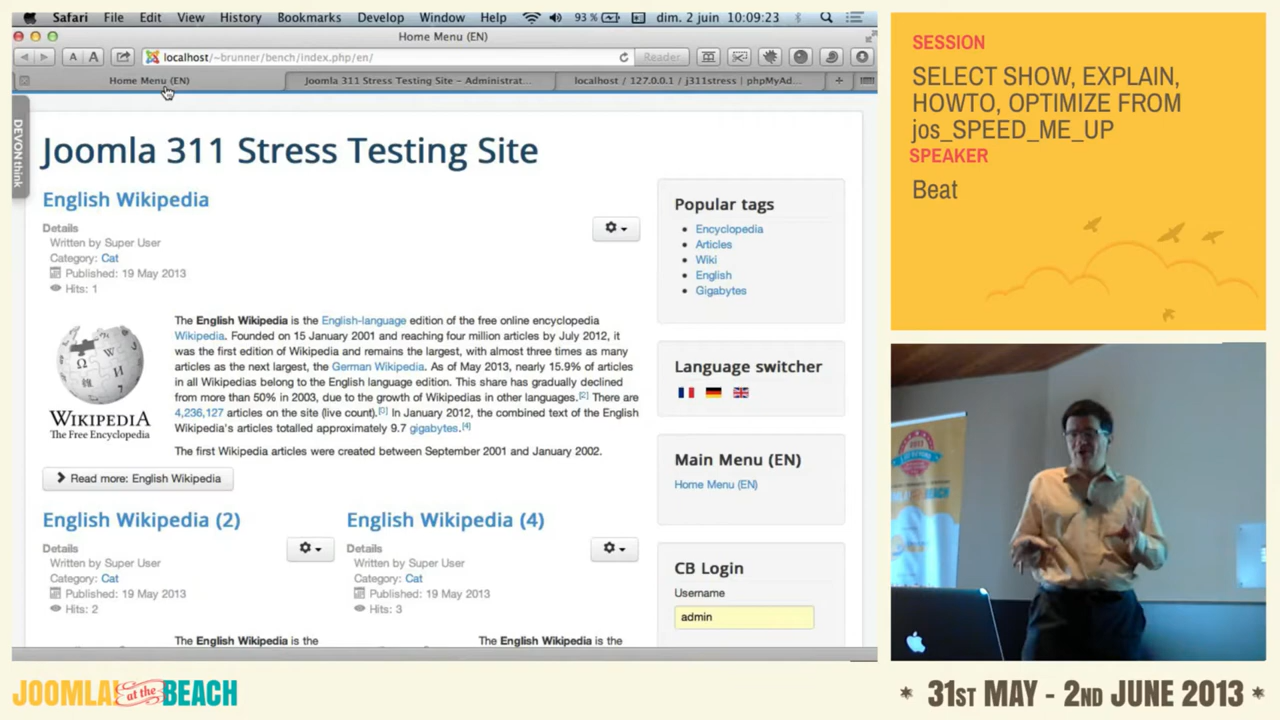 Safari File Edit View History Bookmarks Develop Window Help 93 % dim. 2 juin 10:09:23
Home Menu (EN)
A A localhost/~brunner/bench/index.php/en/ Reader
Home Menu (EN) Joomla 311 Stress Testing Site – Administrat... localhost / 127.0.0.1 / j311stress | phpMyAd... +
DEVONthink
Joomla 311 Stress Testing Site
English Wikipedia
Details
Written by Super User
Category: Cat
Published: 19 May 2013
Hits: 1
The English Wikipedia is the English-language edition of the free online encyclopedia
Wikipedia. Founded on 15 January 2001 and reaching four million articles by July 2012, it
was the first edition of Wikipedia and remains the largest, with almost three times as many
articles as the next largest, the German Wikipedia. As of May 2013, nearly 15.9% of articles
in all Wikipedias belong to the English language edition. This share has gradually declined
from more than 50% in 2003, due to the growth of Wikipedias in other languages.[2] There are
4,236,127 articles on the site (live count).[0] In January 2012, the combined text of the English
Wikipedia's articles totalled approximately 9.7 gigabytes.[4]
The first Wikipedia articles were created between September 2001 and January 2002.
WIKIPEDIA
The Free Encyclopedia
Read more: English Wikipedia
English Wikipedia (2)
Details
Written by Super User
Category: Cat
Published: 19 May 2013
Hits: 2
The English Wikipedia is the
English Wikipedia (4)
Details
Written by Super User
Category: Cat
Published: 19 May 2013
Hits: 3
The English Wikipedia is the
Popular tags
Encyclopedia
Articles
Wiki
English
Gigabytes
Language switcher
Main Menu (EN)
Home Menu (EN)
CB Login
Username
admin
SESSION
SELECT SHOW, EXPLAIN,
HOWTO, OPTIMIZE FROM
jos_SPEED_ME_UP
SPEAKER
Beat
JOOMLA! at the BEACH
* 31ST MAY - 2ND JUNE 2013 *